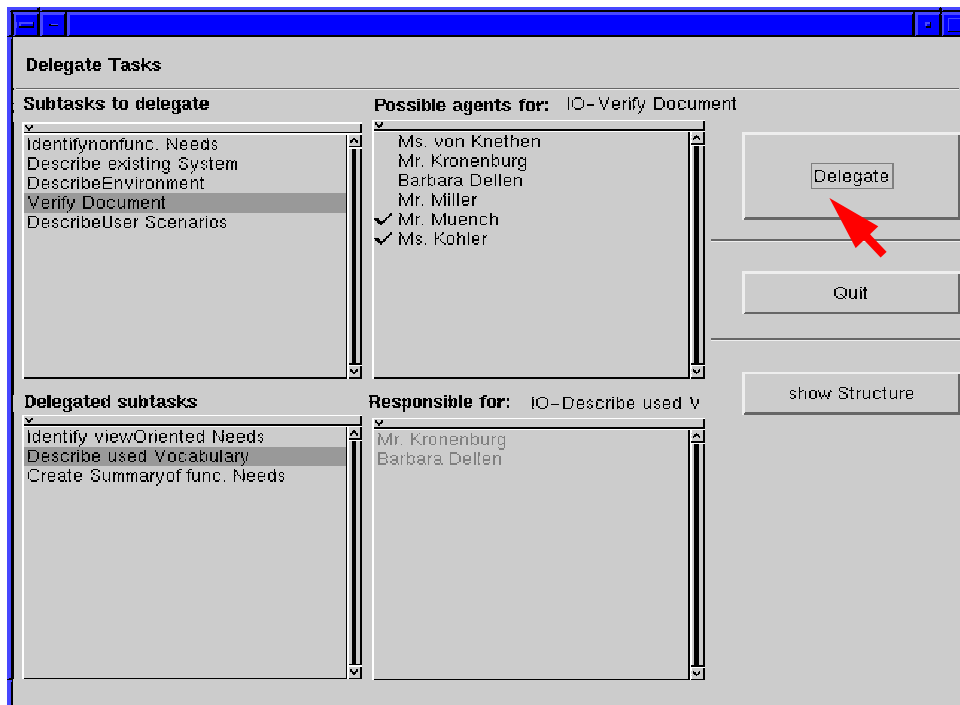 Delegate Tasks
Subtasks to delegate
Identifynonfunc. Needs
Describe existing System
DescribeEnvironment
Verify Document
DescribeUser Scenarios
Possible agents for: IO-Verify Document
Ms. von Knethen
Mr. Kronenburg
Barbara Dellen
Mr. Miller
Mr. Muench
Ms. Kohler
Delegate
Quit
show Structure
Delegated subtasks
Identify viewOriented Needs
Describe used Vocabulary
Create Summaryof func. Needs
Responsible for: IO-Describe used V
Mr. Kronenburg
Barbara Dellen